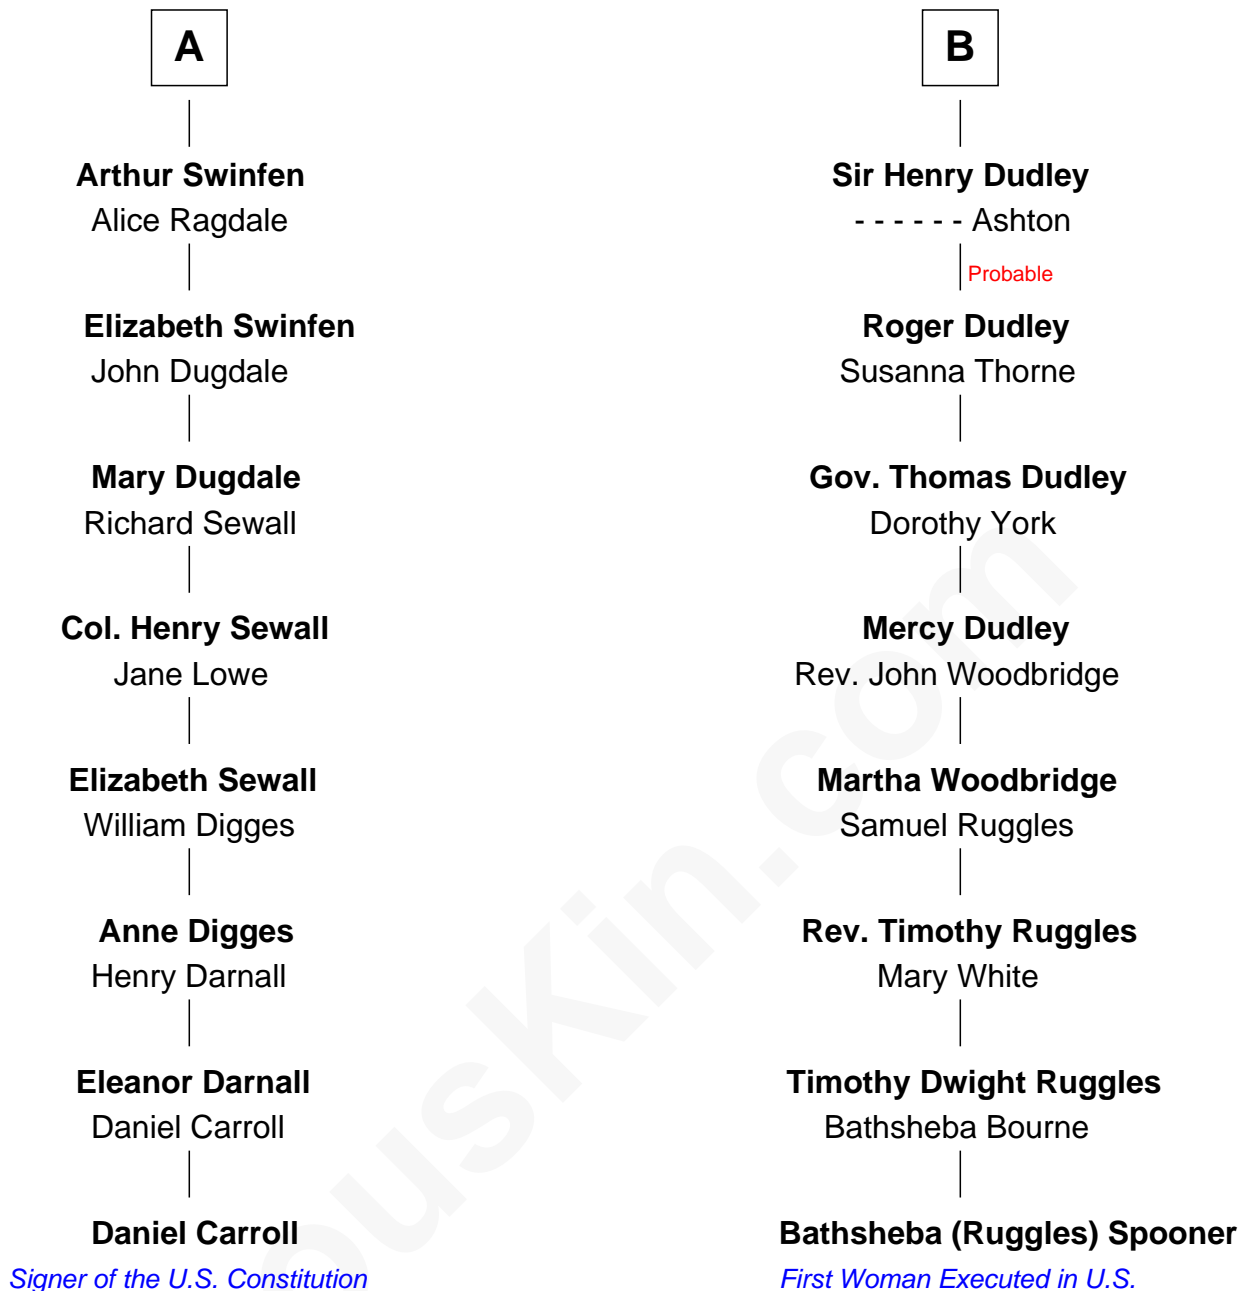 A
Arthur Swinfen
Alice Ragdale
Elizabeth Swinfen
John Dugdale
Mary Dugdale
Richard Sewall
Col. Henry Sewall
Jane Lowe
Elizabeth Sewall
William Digges
Anne Digges
Henry Darnall
Eleanor Darnall
Daniel Carroll
Daniel Carroll
Signer of the U.S. Constitution
B
Sir Henry Dudley
- - - - - - Ashton
Probable
Roger Dudley
Susanna Thorne
Gov. Thomas Dudley
Dorothy York
Mercy Dudley
Rev. John Woodbridge
Martha Woodbridge
Samuel Ruggles
Rev. Timothy Ruggles
Mary White
Timothy Dwight Ruggles
Bathsheba Bourne
Bathsheba (Ruggles) Spooner
First Woman Executed in U.S.
ousKin.com